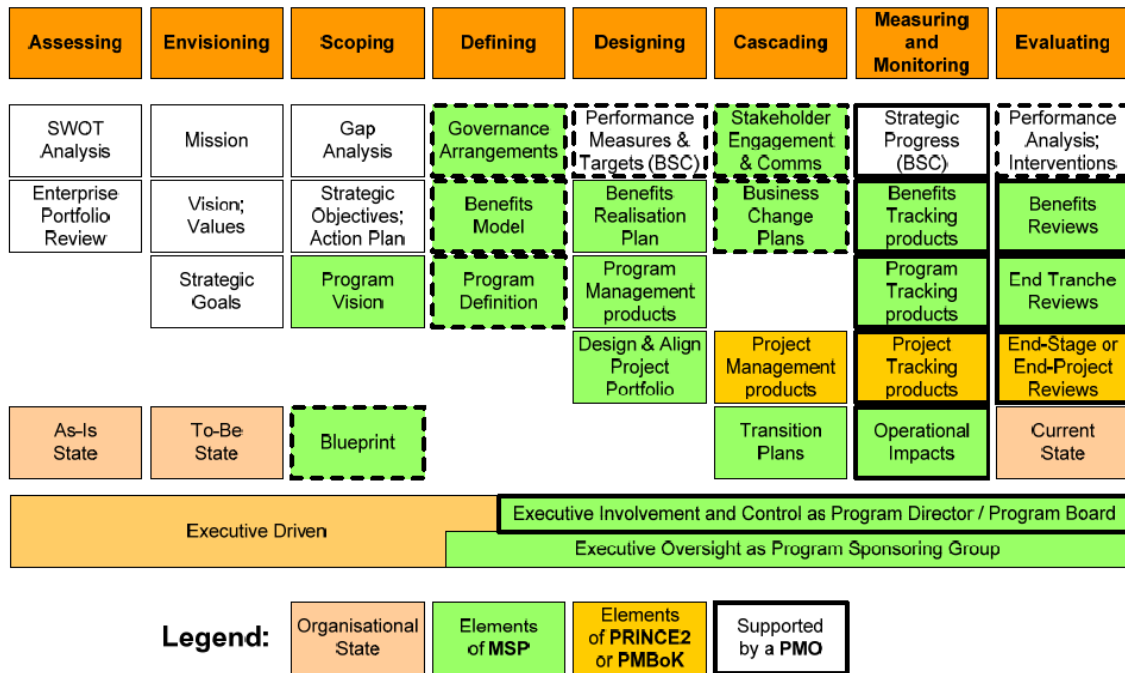 Assessing
Envisioning
Scoping
Defining
Designing
Cascading
Measuring
and
Monitoring
Evaluating
SWOT
Analysis
Mission
Gap
Analysis
Governance
Arrangements
Performance
Measures &
Targets (BSC)
Stakeholder
Engagement
& Comms
Strategic
Progress
(BSC)
Performance
Analysis;
Interventions
Enterprise
Portfolio
Review
Vision;
Values
Strategic
Objectives;
Action Plan
Benefits
Model
Benefits
Realisation
Plan
Business
Change
Plans
Benefits
Tracking
products
Benefits
Reviews
Strategic
Goals
Program
Vision
Program
Definition
Program
Management
products
Program
Tracking
products
End Tranche
Reviews
Design & Align
Project
Portfolio
Project
Management
products
Project
Tracking
products
End-Stage or
End-Project
Reviews
As-Is
State
To-Be
State
Blueprint
Transition
Plans
Operational
Impacts
Current
State
Executive Driven
Executive Involvement and Control as Program Director / Program Board
Executive Oversight as Program Sponsoring Group
Legend:
Organisational
State
Elements
of MSP
Elements
of PRINCE2
or PMBoK
Supported
by a PMO